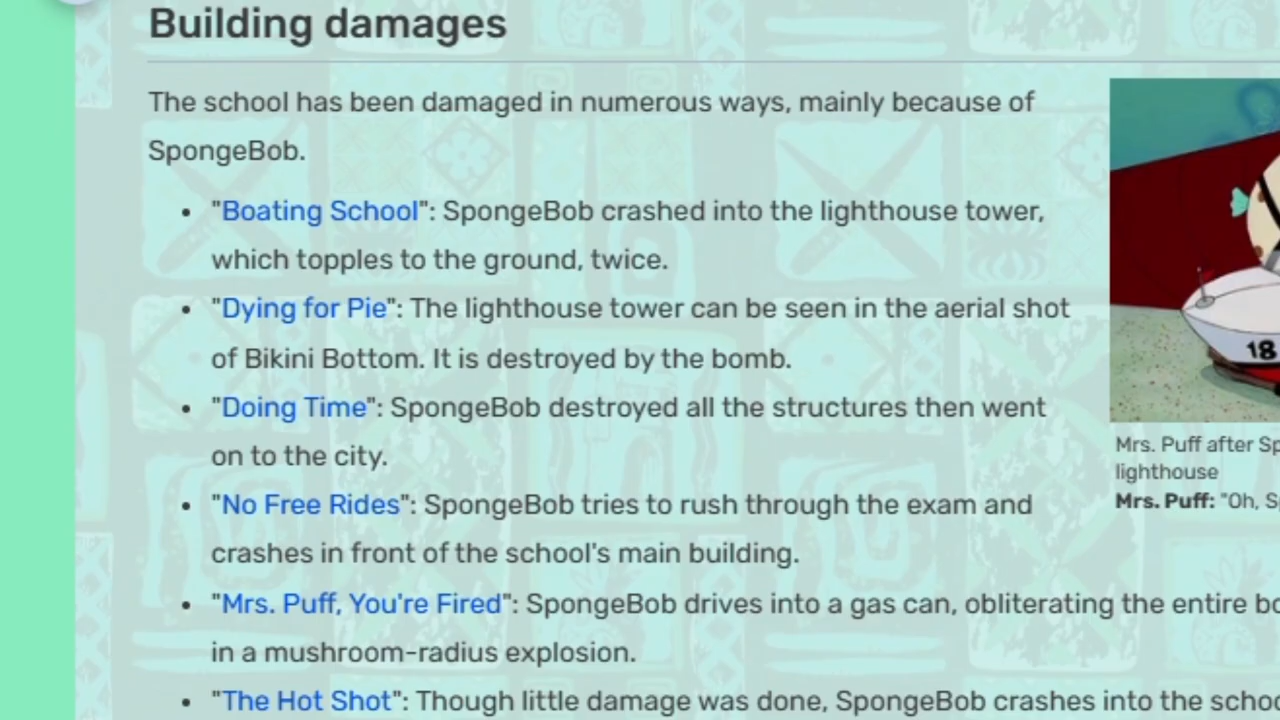 Building damages
The school has been damaged in numerous ways, mainly because of
SpongeBob.
• "Boating School": SpongeBob crashed into the lighthouse tower,
which topples to the ground, twice.
• "Dying for Pie": The lighthouse tower can be seen in the aerial shot
of Bikini Bottom. It is destroyed by the bomb.
• "Doing Time": SpongeBob destroyed all the structures then went
on to the city.
• "No Free Rides": SpongeBob tries to rush through the exam and
crashes in front of the school's main building.
• "Mrs. Puff, You're Fired": SpongeBob drives into a gas can, obliterating the entire
in a mushroom-radius explosion.
• "The Hot Shot": Though little damage was done, SpongeBob crashes into the
18
Mrs. Puff after
lighthouse
Mrs. Puff: "Oh,